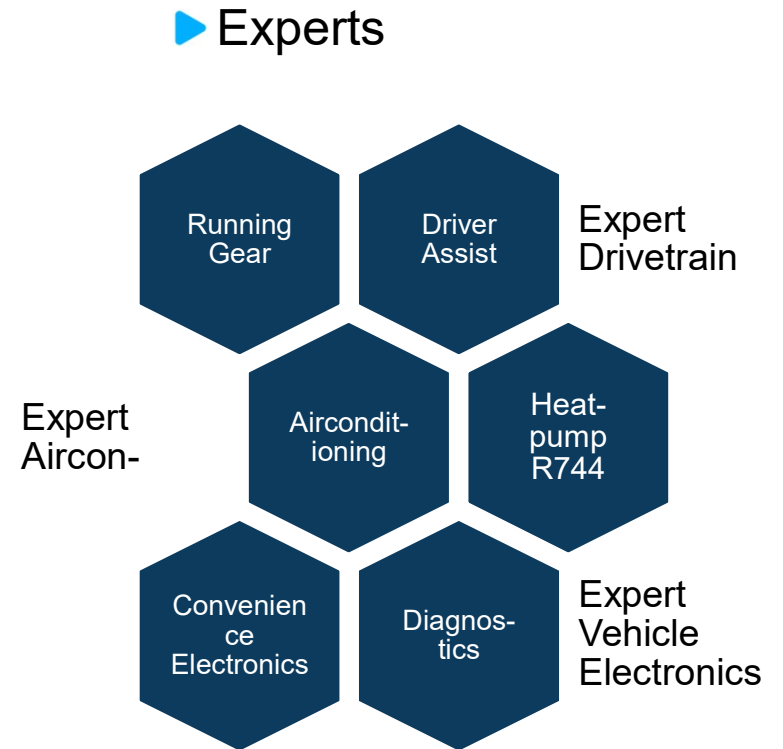 Experts
Running
Gear
Driver
Assist
Expert
Drivetrain
Expert
Aircon-
Aircondit-
ioning
Heat-
pump
R744
Convenien
ce
Electronics
Diagnos-
tics
Expert
Vehicle
Electronics